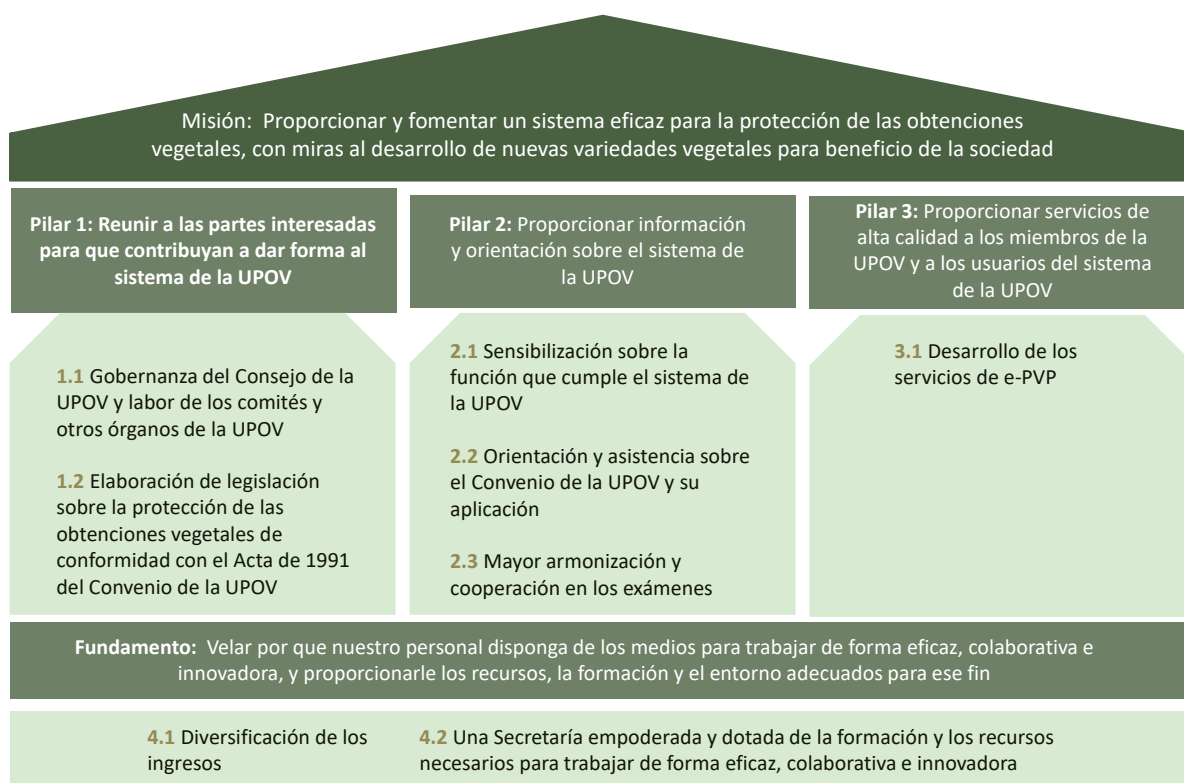 Misión: Proporcionar y fomentar un sistema eficaz para la protección de las obtenciones
vegetales, con miras al desarrollo de nuevas variedades vegetales para beneficio de la sociedad
Pilar 1: Reunir a las partes interesadas
para que contribuyan a dar forma al
sistema de la UPOV
Pilar 2: Proporcionar información
y orientación sobre el sistema de
la UPOV
Pilar 3: Proporcionar servicios de
alta calidad a los miembros de la
UPOV y a los usuarios del sistema
de la UPOV
1.1 Gobernanza del Consejo de la
UPOV y labor de los comités y
otros órganos de la UPOV
1.2 Elaboración de legislación
sobre la protección de las
obtenciones vegetales de
conformidad con el Acta de 1991
del Convenio de la UPOV
2.1 Sensibilización sobre la
función que cumple el sistema de
la UPOV
2.2 Orientación y asistencia sobre
el Convenio de la UPOV y su
aplicación
2.3 Mayor armonización y
cooperación en los exámenes
3.1 Desarrollo de los
servicios de e-PVP
Fundamento: Velar por que nuestro personal disponga de los medios para trabajar de forma eficaz, colaborativa e
innovadora, y proporcionarle los recursos, la formación y el entorno adecuados para ese fin
4.1 Diversificación de los
ingresos
4.2 Una Secretaría empoderada y dotada de la formación y los recursos
necesarios para trabajar de forma eficaz, colaborativa e innovadora